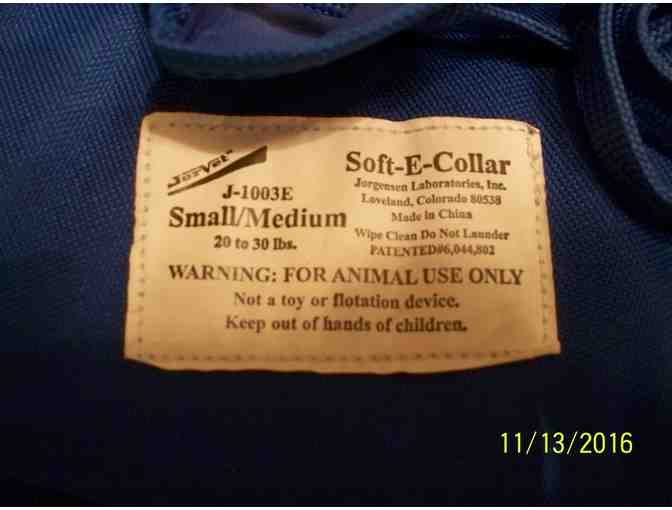 JorVet
Soft-E-Collar
Jorgensen Laboratories, Inc.
J-1003E
Loveland, Colorado 80538
Small/Medium
Made in China
20 to 30 lbs.
Wipe Clean Do Not Launder
PATENTED#6,044,802
WARNING: FOR ANIMAL USE ONLY
Not a toy or flotation device.
Keep out of hands of children.
11/13/2016